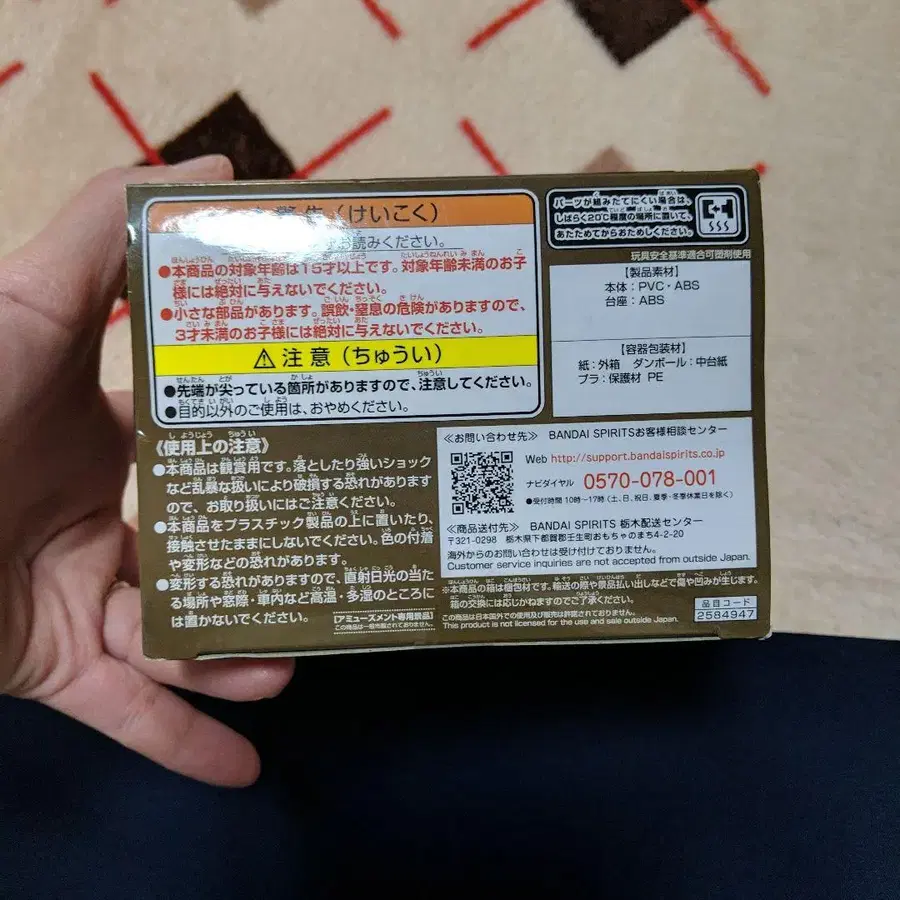 (けいこく)
お読みください。
●本商品の対象年齢は15才以上です。対象年齢未満のお子
様には絶対に与えないでください。
●小さな部品があります。誤飲・窒息の危険がありますので、
3才未満のお子様には絶対に与えないでください。
⚠注意(ちゅうい)
●先端が尖っている箇所がありますので、注意してください。
●目的以外のご使用は、おやめください。
《使用上の注意》
●本商品は観賞用です。落としたり強いショック
など乱暴な扱いにより破損する恐れがあります
ので、お取り扱いにはご注意ください。
●本商品をプラスチック製品の上に置いたり、
接触させたままにしないでください。色の付着
や変形などの恐れがあります。
●変形する恐れがありますので、直射日光の当た
る場所や窓際・車内など高温・多湿のところに
は置かないでください。
【アミューズメント専用景品】
この商品は一般市販されておりません。
パーツが組みたてにくい場合は、
しばらく20℃程度の場所に置いて、
あたためてからおためしください。
玩具安全基準適合可塑剤使用
【製品素材】
本体:PVC・ABS
台座:ABS
【容器包装材】
紙:外箱 ダンボール:中台紙
プラ:保護材 PE
≪お問い合わせ先≫ BANDAI SPIRITSお客様相談センター
Web http://support.bandaispirits.co.jp
ナビダイヤル 0570-078-001
●受付時間 10時~17時(土、日、祝日、夏季・冬季休業日を除く)
≪商品送付先≫ BANDAI SPIRITS 栃木配送センター
〒321-0298 栃木県下都賀郡壬生町おもちゃのまち4-2-20
海外からのお問い合わせは受け付けておりません。
Customer service inquiries are not accepted from outside Japan.
※本商品の箱は梱包材です。輸送の際や景品払い出しなどで傷や凹みが生じます。
箱の交換には応じかねますのでご了承ください。
この商品は日本国外での使用及び販売は許諾されておりません。
This product is not licensed for the use and sale outside Japan.
品目コード
2584947